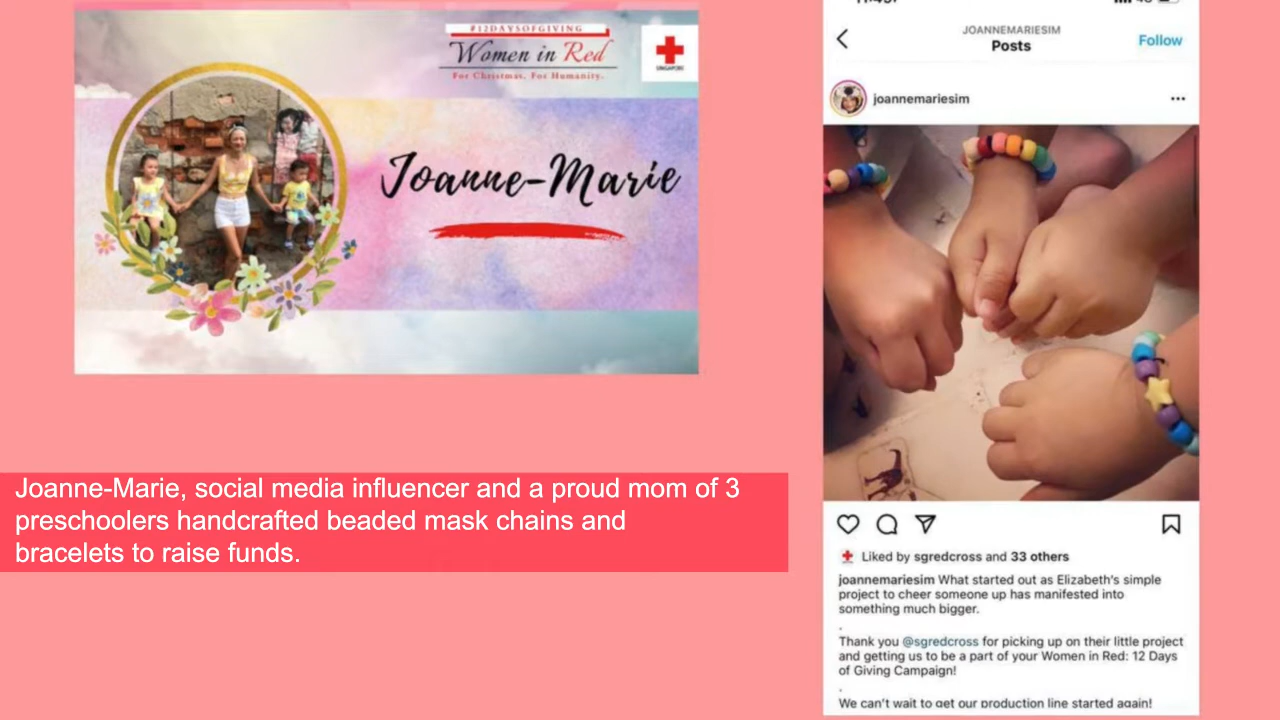 #12DAYSOFGIVING
Women in Red
For Christmas. For Humanity.
SINGAPORE
Joanne-Marie
Joanne-Marie, social media influencer and a proud mom of 3
preschoolers handcrafted beaded mask chains and
bracelets to raise funds.
JOANNEMARIESIM
Posts
Follow
joannemariesim
Liked by sgredcross and 33 others
joannemariesim What started out as Elizabeth's simple
project to cheer someone up has manifested into
something much bigger.
.
Thank you @sgredcross for picking up on their little project
and getting us to be a part of your Women in Red: 12 Days
of Giving Campaign!
.
We can't wait to get our production line started again!